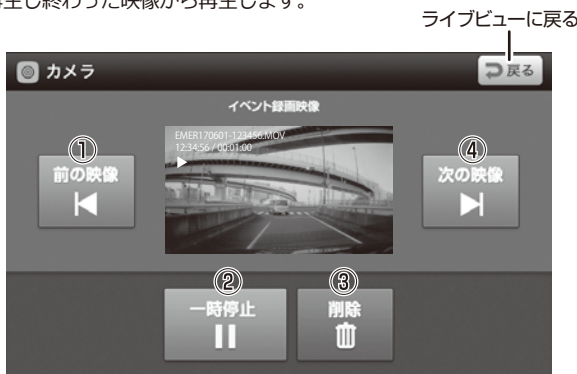 再生し終わった映像から再生します。
ライブビューに戻る
カメラ
戻る
イベント録画映像
EMER170601-123456.MOV
12:34:56 / 00:01:00
①
前の映像
④
次の映像
②
一時停止
③
削除